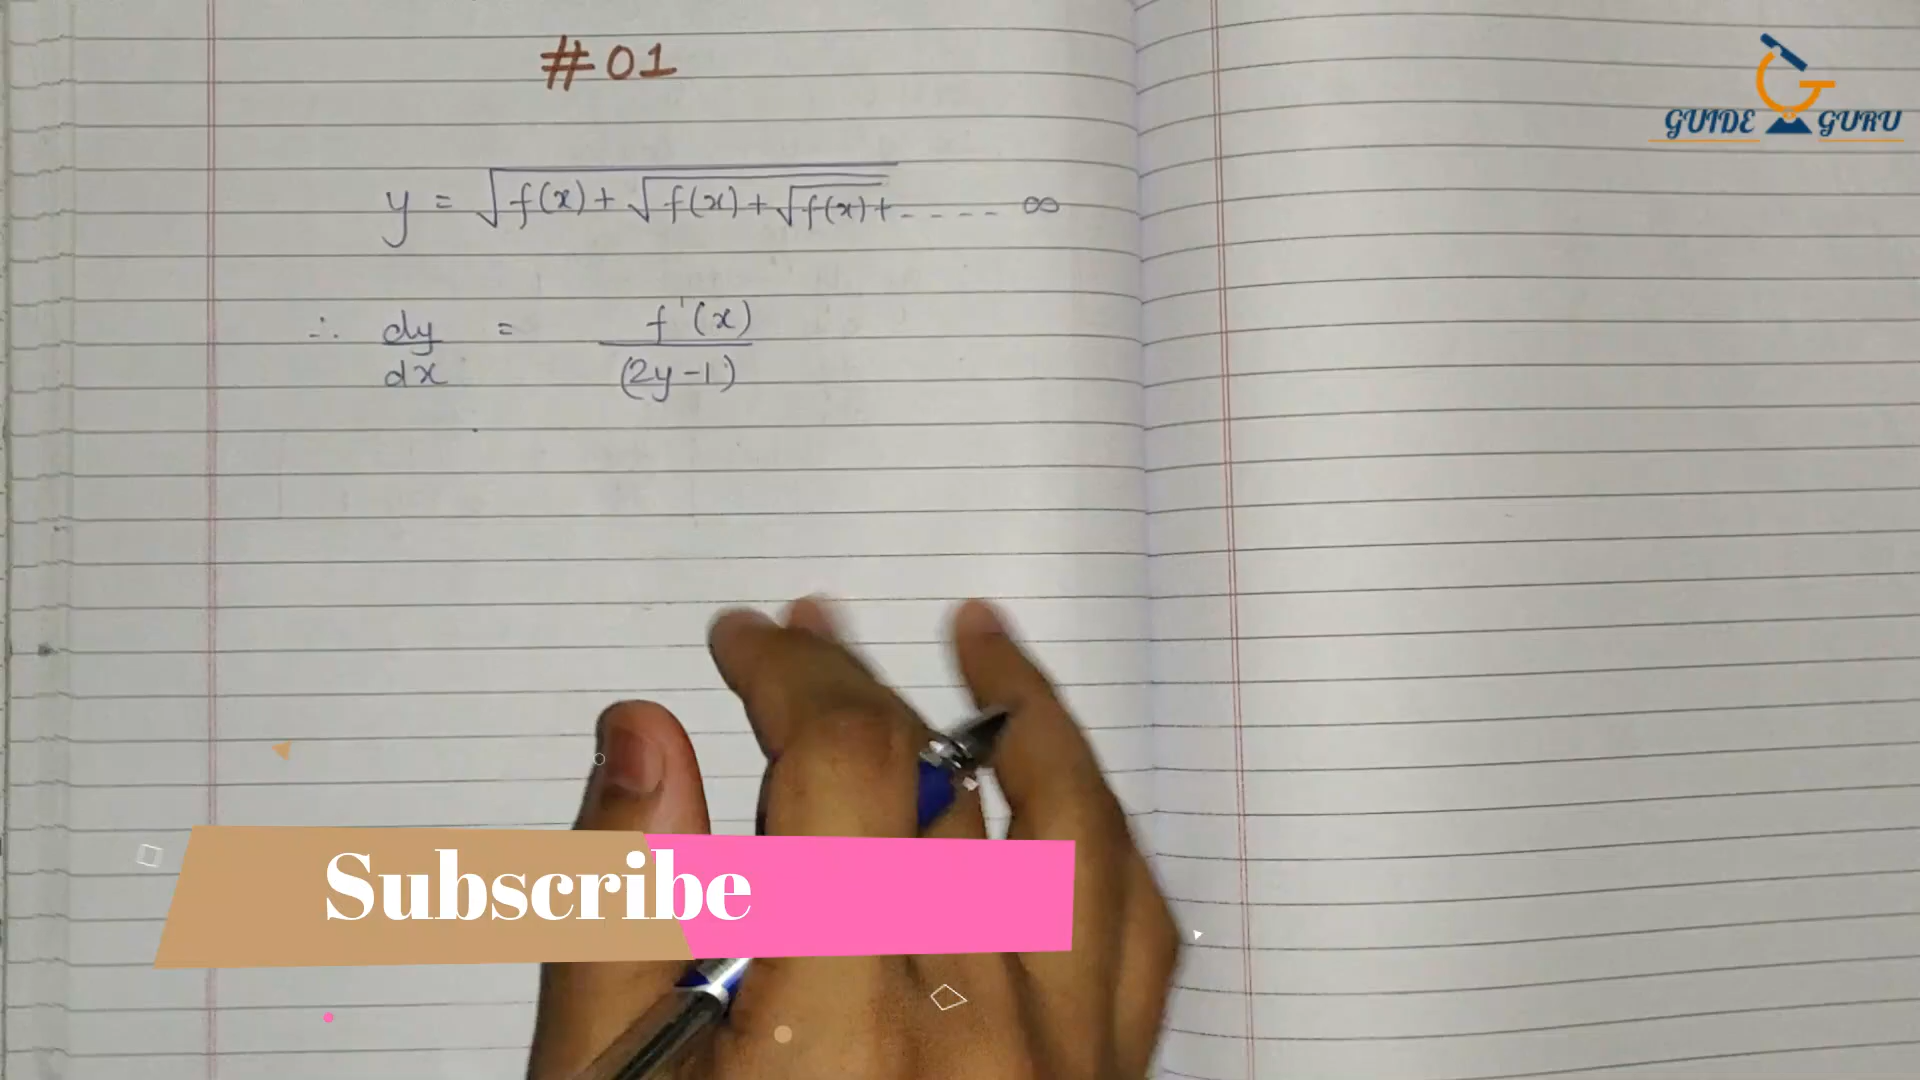 #01
GUIDE GURU
y = √f(x) + √f(x) + √f(x) + - - - - ∞
∴ dy/dx = f'(x)/(2y-1)
Subscribe